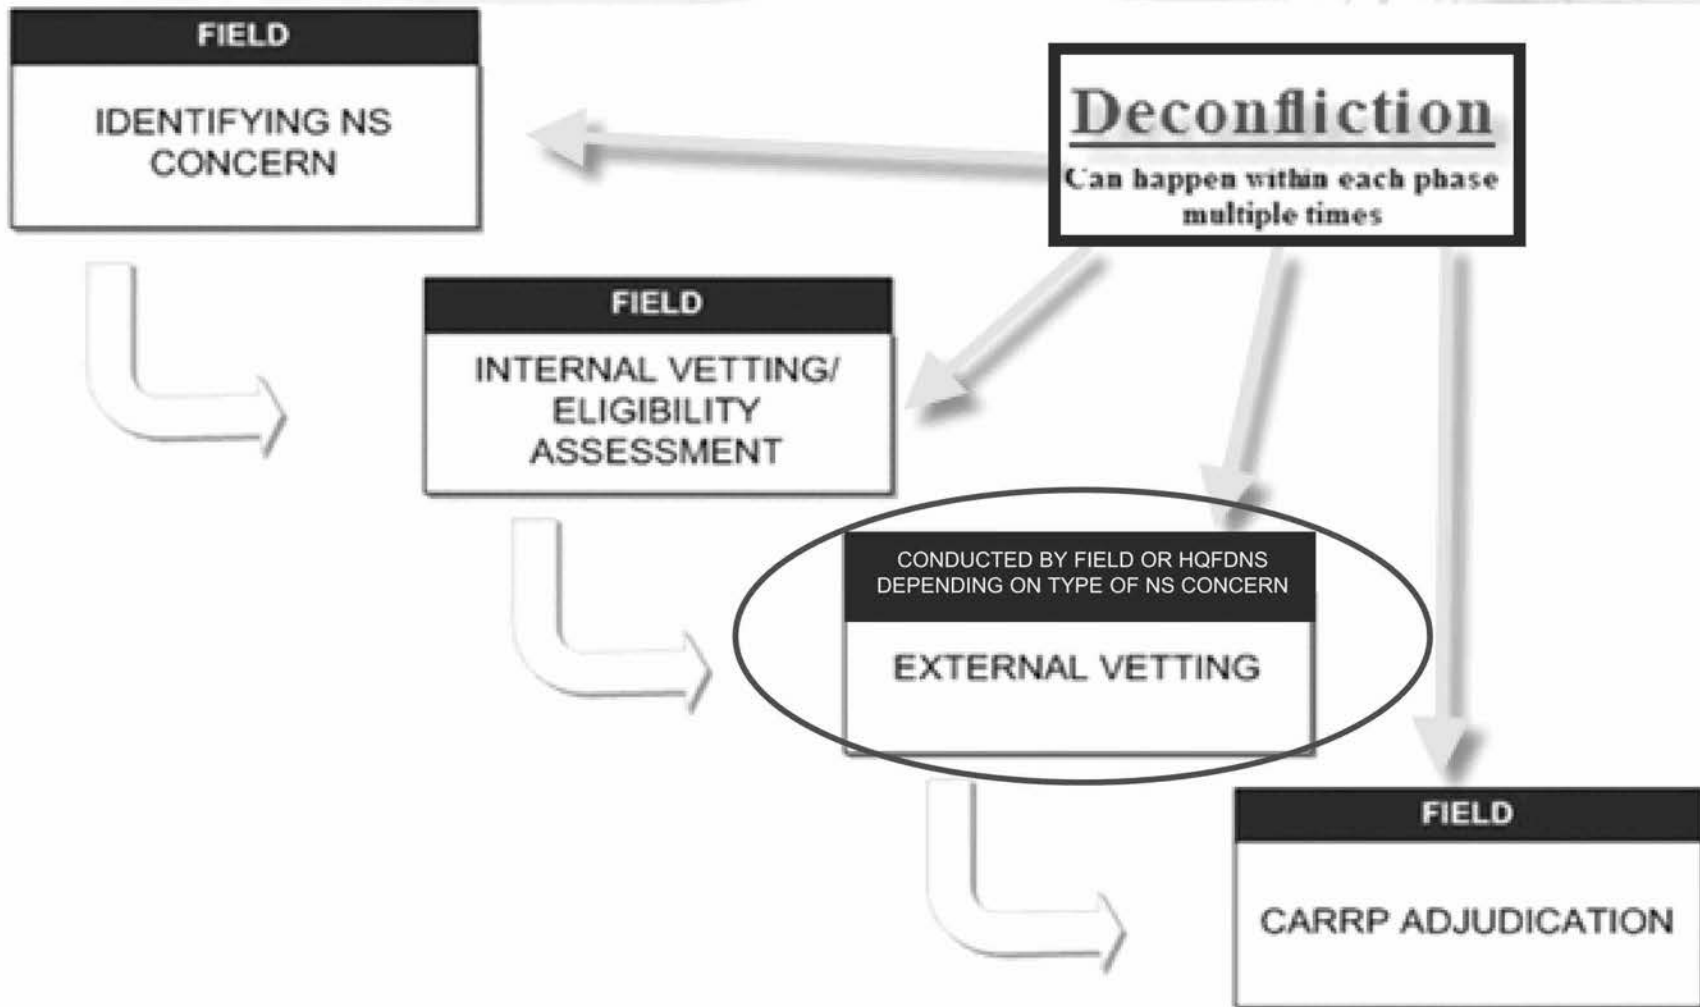 FIELD
IDENTIFYING NS
CONCERN
Deconfliction
Can happen within each phase
multiple times
FIELD
INTERNAL VETTING/
ELIGIBILITY
ASSESSMENT
CONDUCTED BY FIELD OR HQFDNS
DEPENDING ON TYPE OF NS CONCERN
EXTERNAL VETTING
FIELD
CARRP ADJUDICATION